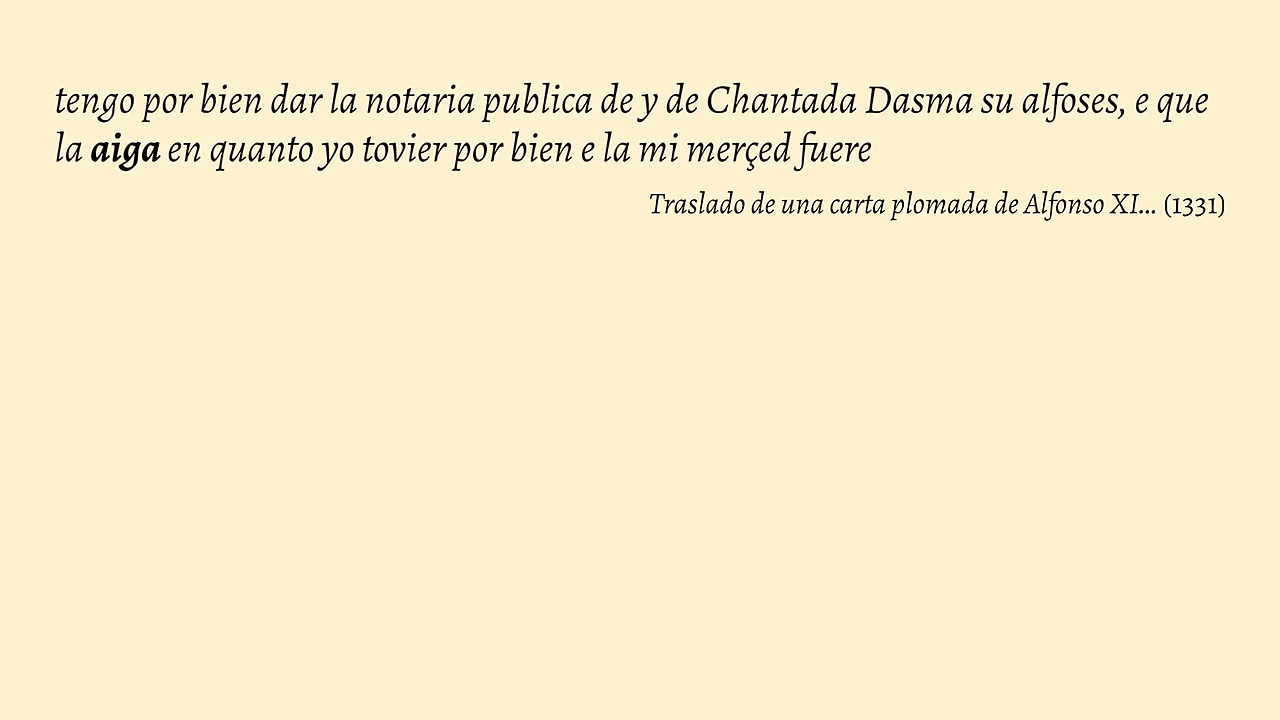 tengo por bien dar la notaria publica de y de Chantada Dasma su alfoses, e que
la aiga en quanto yo tovier por bien e la mi merçed fuere
Traslado de una carta plomada de Alfonso XI... (1331)